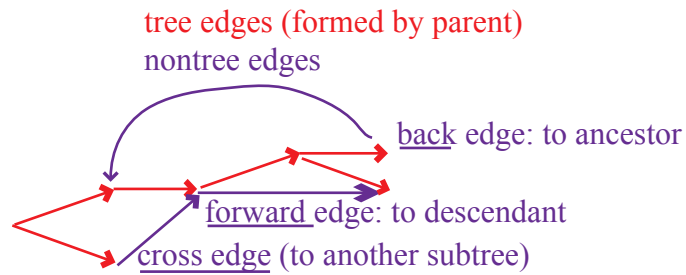 tree edges (formed by parent)
nontree edges
back edge: to ancestor
forward edge: to descendant
cross edge (to another subtree)